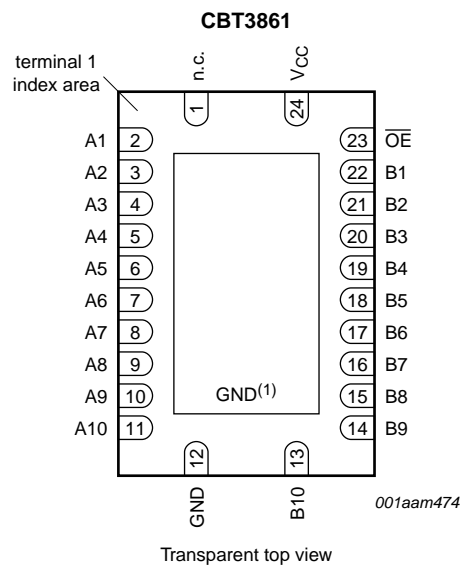 CBT3861
terminal 1
index area
n.c.
VCC
1
24
A1 2
23 OE
A2 3
22 B1
A3 4
21 B2
A4 5
20 B3
A5 6
19 B4
A6 7
18 B5
A7 8
17 B6
A8 9
16 B7
A9 10
15 B8
A10 11
14 B9
GND(1)
12
13
GND
B10
001aam474
Transparent top view